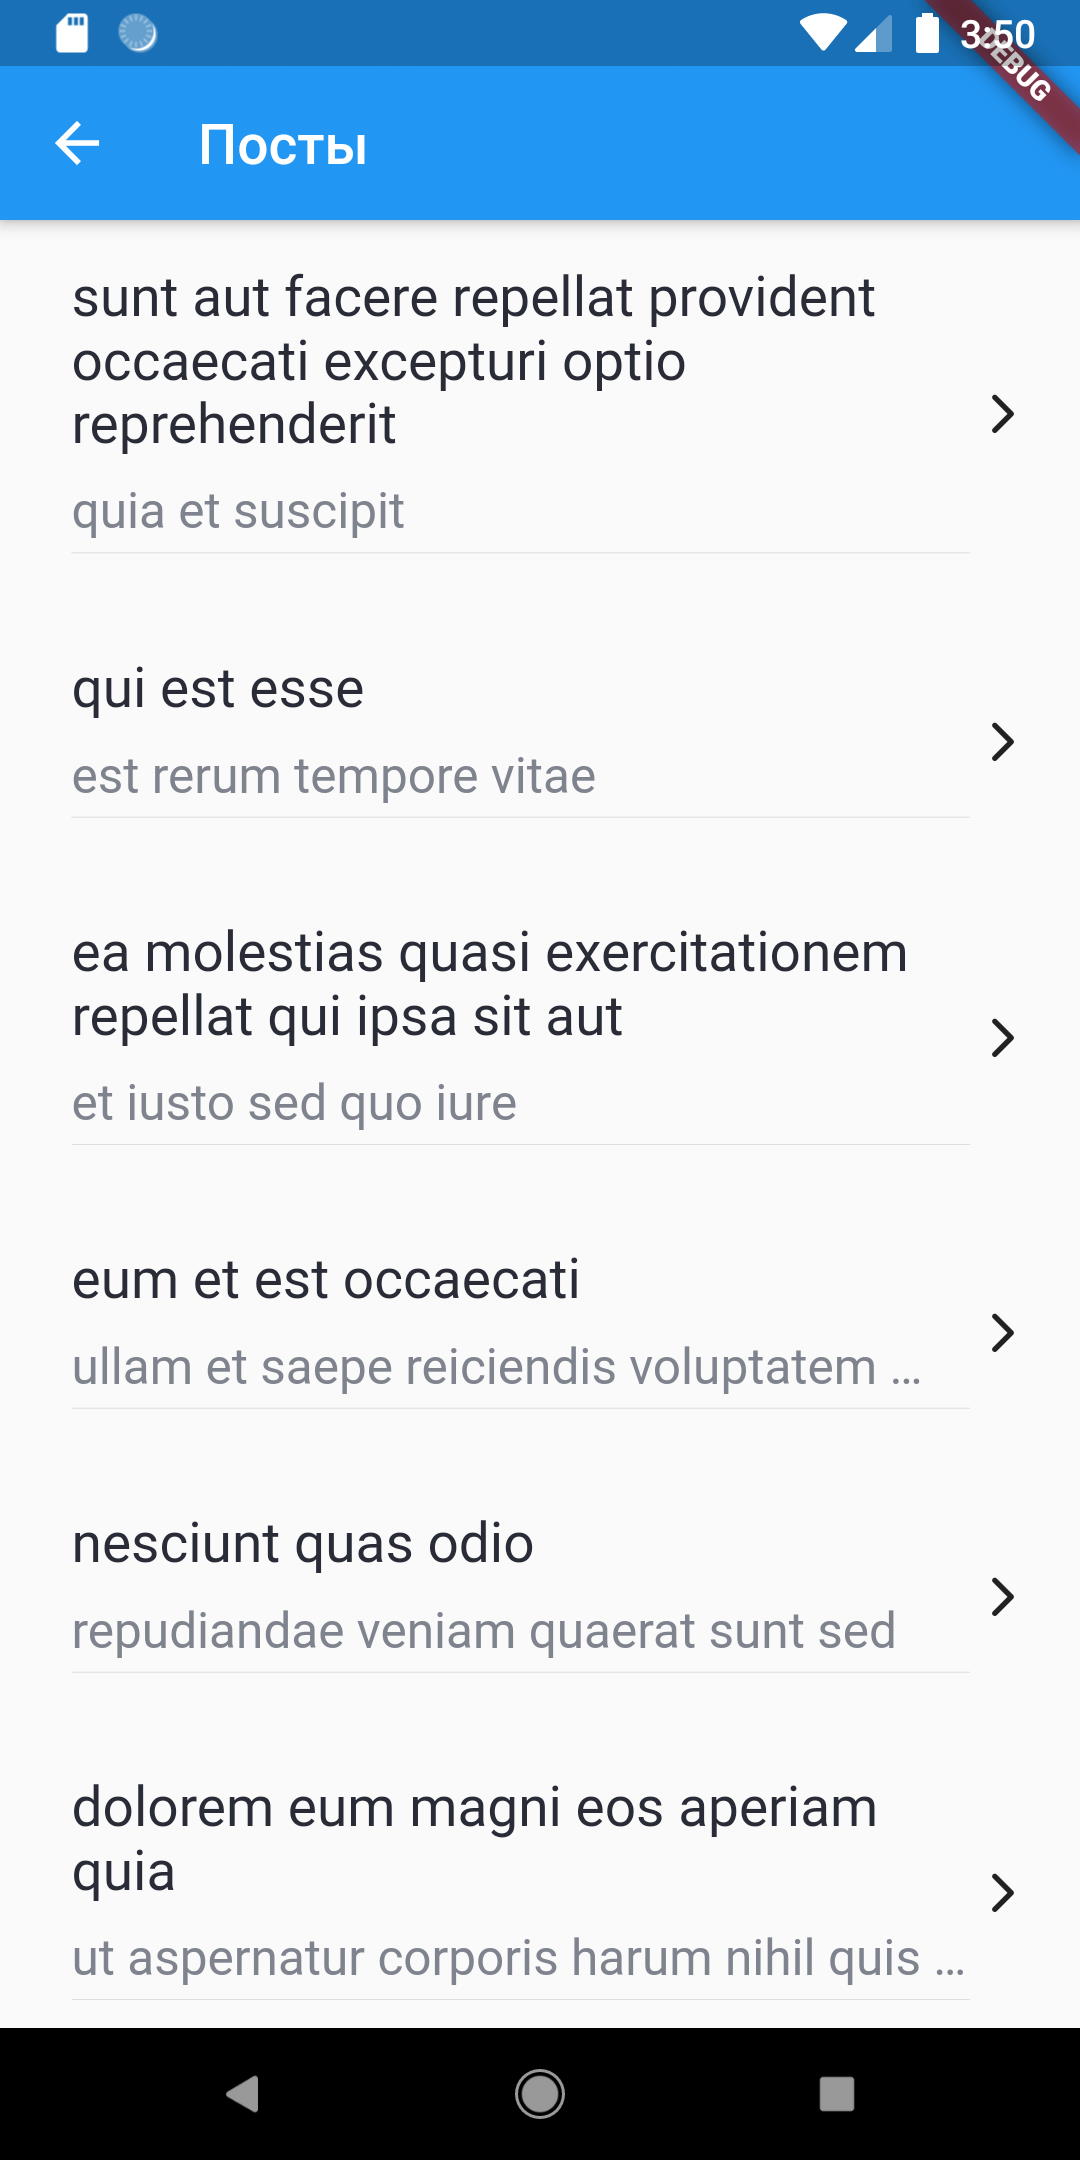 3:50
DEBUG
Посты
sunt aut facere repellat provident
occaecati excepturi optio
reprehenderit
quia et suscipit
qui est esse
est rerum tempore vitae
ea molestias quasi exercitationem
repellat qui ipsa sit aut
et iusto sed quo iure
eum et est occaecati
ullam et saepe reiciendis voluptatem ...
nesciunt quas odio
repudiandae veniam quaerat sunt sed
dolorem eum magni eos aperiam
quia
ut aspernatur corporis harum nihil quis ...